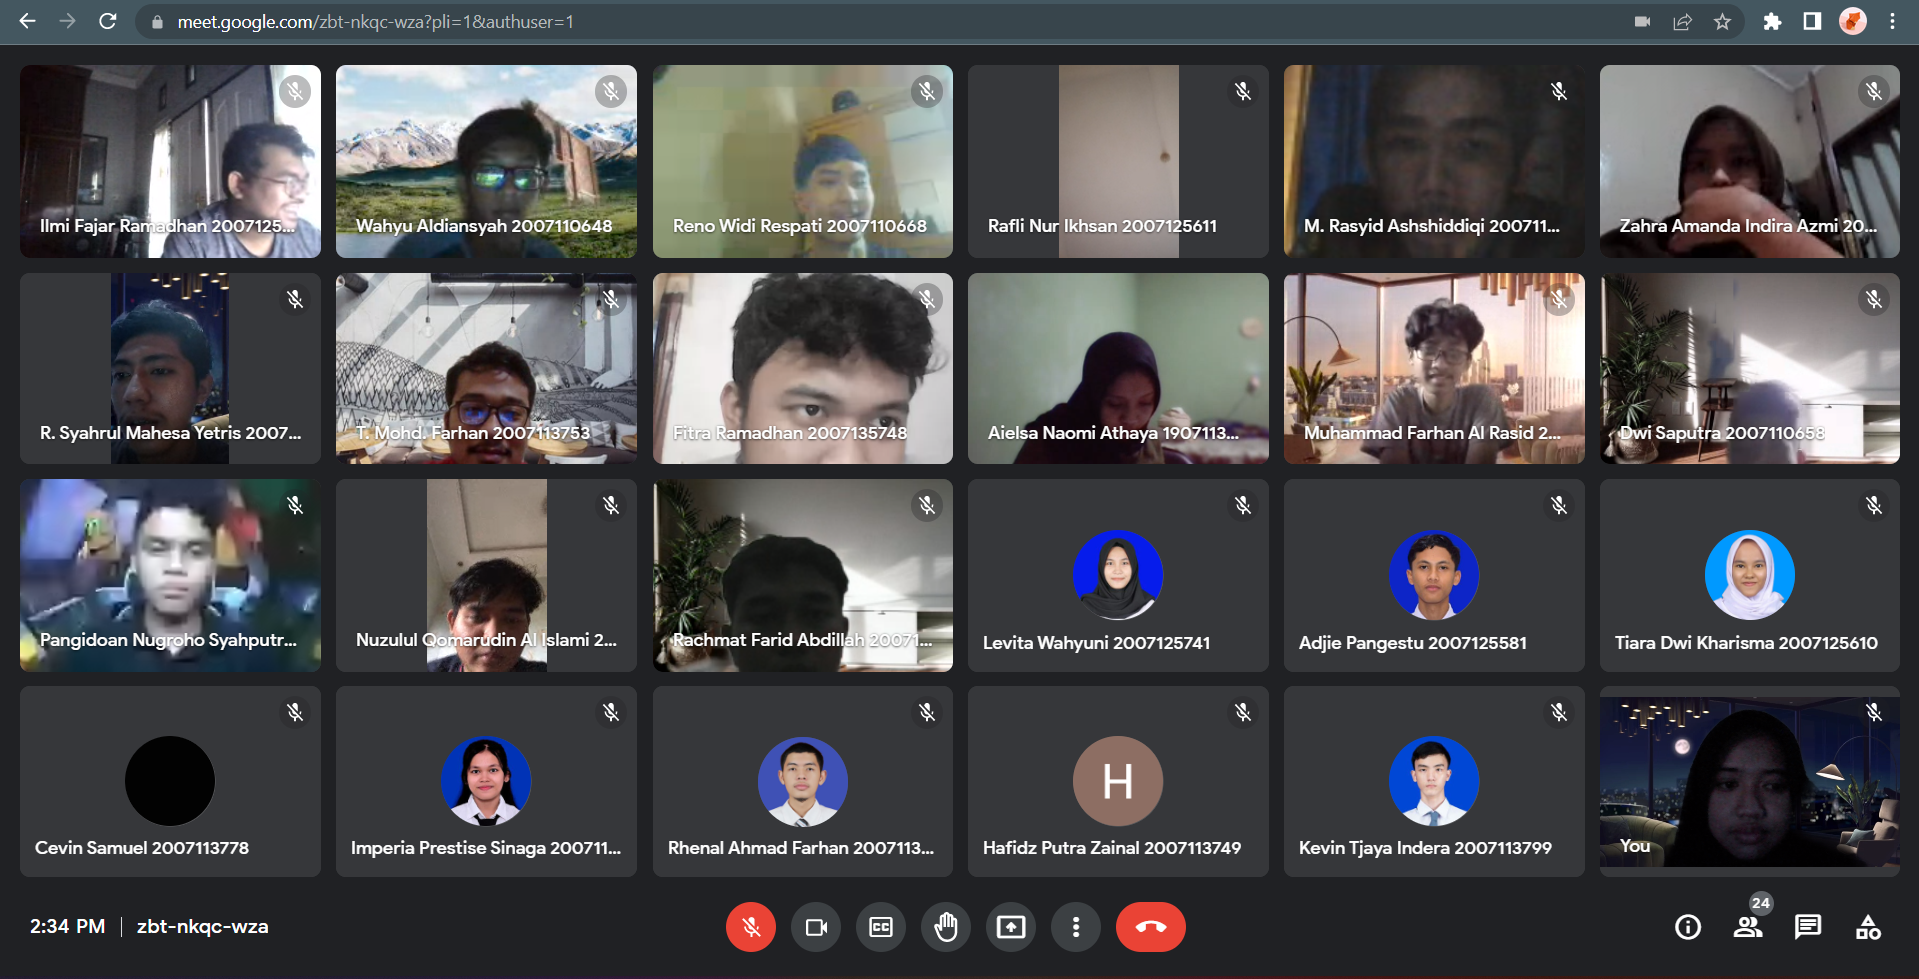 meet.google.com/zbt-nkqc-wza?pli=1&authuser=1
Ilmi Fajar Ramadhan 2007125...
Wahyu Aldiansyah 2007110648
Reno Widi Respati 2007110668
Rafli Nur Ikhsan 2007125611
M. Rasyid Ashshiddiqi 200711...
Zahra Amanda Indira Azmi 20...
R. Syahrul Mahesa Yetris 2007...
T. Mohd. Farhan 2007113753
Fitra Ramadhan 2007135748
Aielsa Naomi Athaya 1907113...
Muhammad Farhan Al Rasid 2...
Dwi Saputra 2007110658
Pangidoan Nugroho Syahputr...
Nuzulul Qomarudin Al Islami 2...
Rachmat Farid Abdillah 20071...
Levita Wahyuni 2007125741
Adjie Pangestu 2007125581
Tiara Dwi Kharisma 2007125610
Cevin Samuel 2007113778
Imperia Prestise Sinaga 200711...
Rhenal Ahmad Farhan 2007113...
H
Hafidz Putra Zainal 2007113749
Kevin Tjaya Indera 2007113799
You
2:34 PM | zbt-nkqc-wza
CC
24